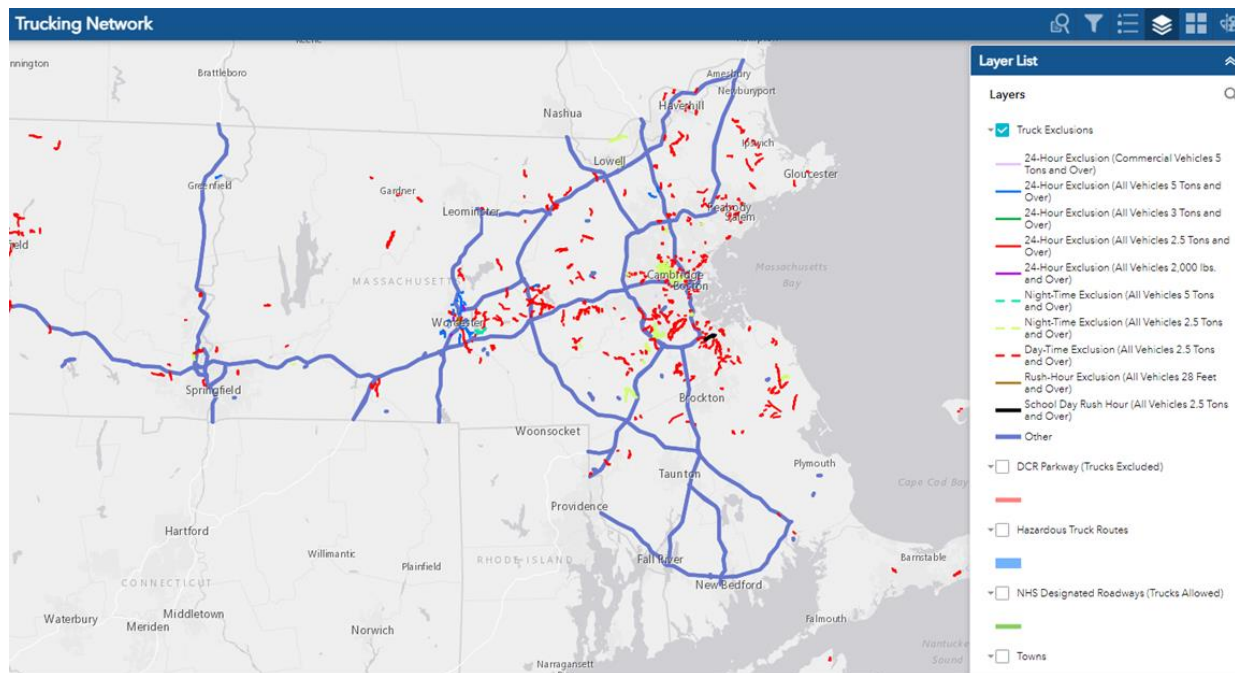 Trucking Network
Layer List
Layers
Truck Exclusions
24-Hour Exclusion (Commercial Vehicles 5
Tons and Over)
24-Hour Exclusion (All Vehicles 5 Tons and
Over)
24-Hour Exclusion (All Vehicles 3 Tons and
Over)
24-Hour Exclusion (All Vehicles 2.5 Tons and
Over)
24-Hour Exclusion (All Vehicles 2,000 lbs.
and Over)
Night-Time Exclusion (All Vehicles 5 Tons
and Over)
Night-Time Exclusion (All Vehicles 2.5 Tons
and Over)
Day-Time Exclusion (All Vehicles 2.5 Tons
and Over)
Rush-Hour Exclusion (All Vehicles 28 Feet
and Over)
School Day Rush Hour (All Vehicles 2.5 Tons
and Over)
Other
DCR Parkway (Trucks Excluded)
Hazardous Truck Routes
NHS Designated Roadways (Trucks Allowed)
Towns
nnington
Brattleboro
Amesbury
Newburyport
Haverhill
Nashua
Ipswich
Lowell
Gloucester
Greenfield
Gardner
Leominster
Peabody
Salem
field
MASSACHUSETTS
Cambridge
Boston
Massachusetts
Bay
Worcester
Springfield
Brockton
Woonsocket
Taunton
Plymouth
Cape Cod Bay
Providence
Hartford
Willimantic
Plainfield
RHODE ISLAND
Fall River
Barnstable
New Bedford
CONNECTICUT
Waterbury
Middletown
Meriden
Norwich
Falmouth
Nantucket
Sound
Narragansett